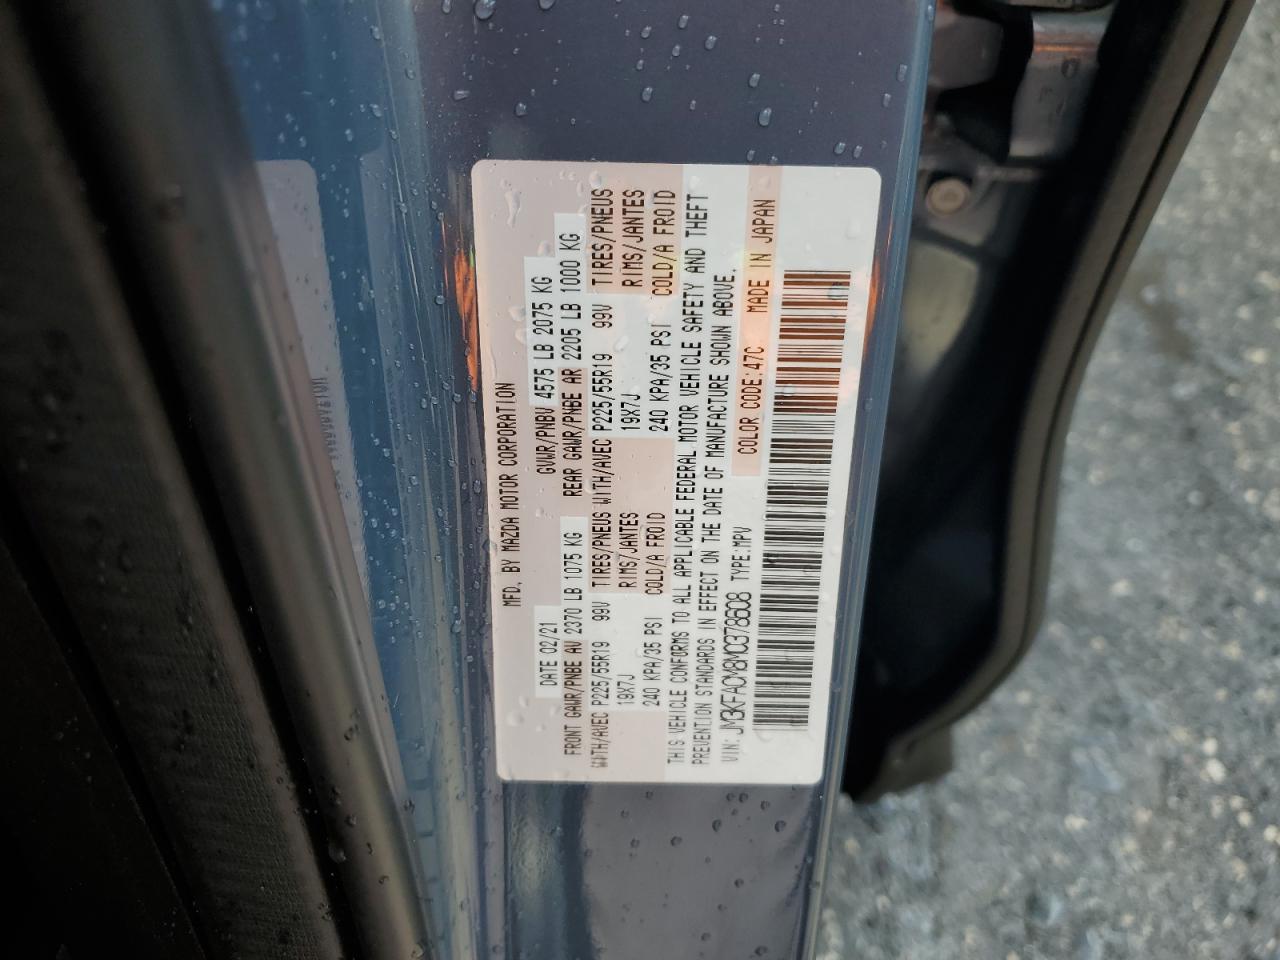 MFD. BY MAZDA MOTOR CORPORATION
DATE 02/21 GVWR/PNBV 4575 LB 2075 KG
FRONT GAWR/PNBE AV 2370 LB 1075 KG REAR GAWR/PNBE AR 2205 LB 1000 KG
WITH/AVEC P225/55R19 99V TIRES/PNEUS WITH/AVEC P225/55R19 99V TIRES/PNEUS
19X7J RIMS/JANTES 19X7J RIMS/JANTES
240 KPA/35 PSI COLD/A FROID 240 KPA/35 PSI COLD/A FROID
THIS VEHICLE CONFORMS TO ALL APPLICABLE FEDERAL MOTOR VEHICLE SAFETY AND THEFT
PREVENTION STANDARDS IN EFFECT ON THE DATE OF MANUFACTURE SHOWN ABOVE.
VIN: JM3KFACM8M0378608 TYPE:MPV COLOR CODE:47C MADE IN JAPAN